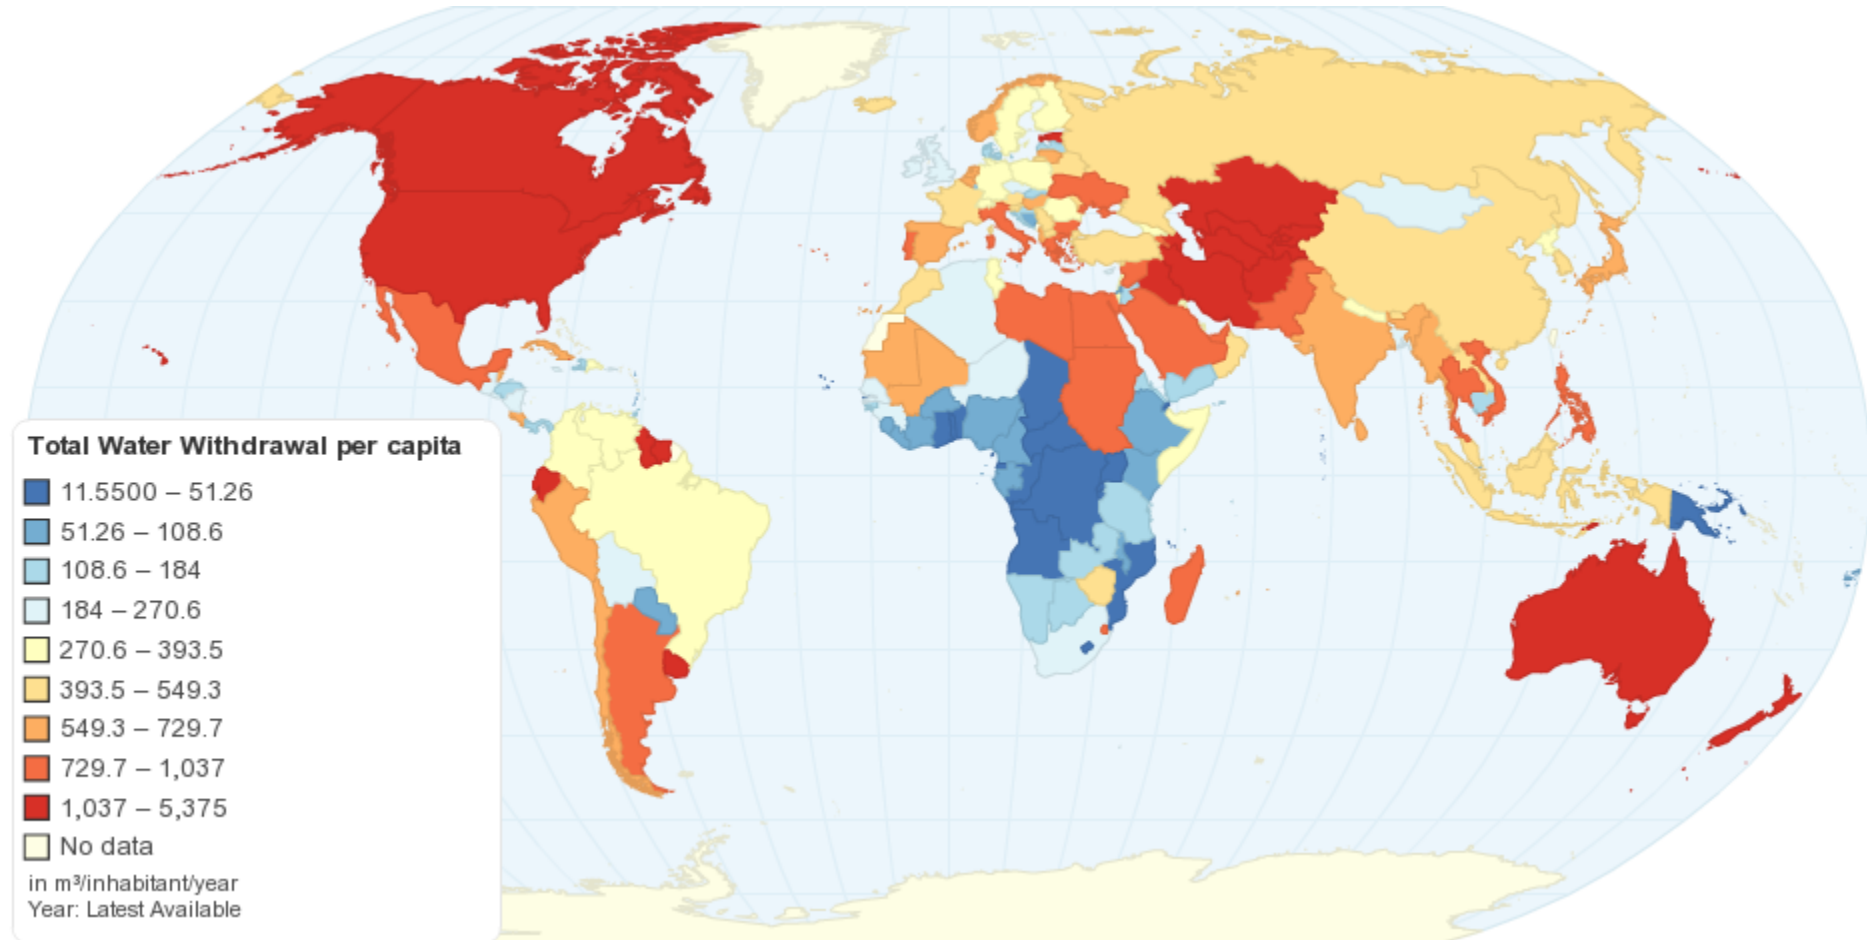 Total Water Withdrawal per capita
11.5500 – 51.26
51.26 – 108.6
108.6 – 184
184 – 270.6
270.6 – 393.5
393.5 – 549.3
549.3 – 729.7
729.7 – 1,037
1,037 – 5,375
No data
in m³/inhabitant/year
Year: Latest Available